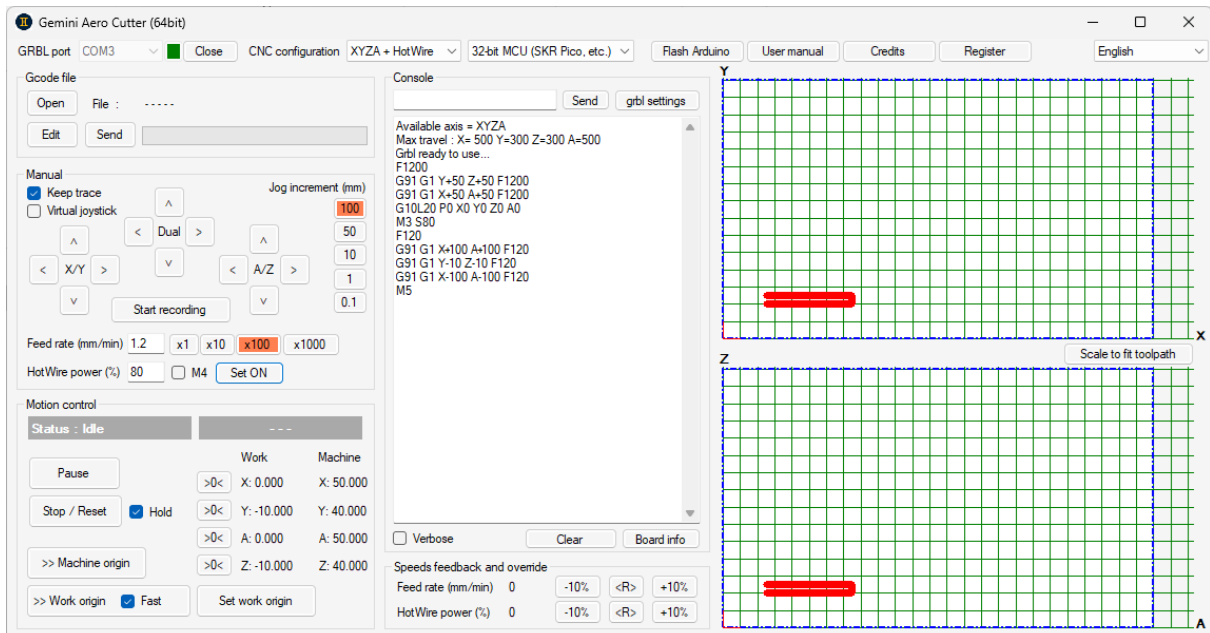 Gemini Aero Cutter (64bit)
GRBL port COM3 Close CNC configuration XYZA + HotWire 32-bit MCU (SKR Pico, etc.) Flash Arduino User manual Credits Register English
Gcode file
Open File : -----
Edit Send
Manual
Keep trace
Virtual joystick
Jog increment (mm)
100
50
10
1
0.1
< Dual >
< X/Y >
< A/Z >
Start recording
Feed rate (mm/min) 1.2 x1 x10 x100 x1000
HotWire power (%) 80 M4 Set ON
Motion control
Status : Idle ---
Work Machine
Pause >0< X: 0.000 X: 50.000
Stop / Reset Hold >0< Y: -10.000 Y: 40.000
>0< A: 0.000 A: 50.000
>> Machine origin >0< Z: -10.000 Z: 40.000
>> Work origin Fast Set work origin
Console
Send grbl settings
Available axis = XYZA
Max travel : X= 500 Y=300 Z=300 A=500
Grbl ready to use...
F1200
G91 G1 Y+50 Z+50 F1200
G91 G1 X+50 A+50 F1200
G10L20 P0 X0 Y0 Z0 A0
M3 S80
F120
G91 G1 X+100 A+100 F120
G91 G1 Y-10 Z-10 F120
G91 G1 X-100 A-100 F120
M5
Verbose Clear Board info
Speeds feedback and override
Feed rate (mm/min) 0 -10% <R> +10%
HotWire power (%) 0 -10% <R> +10%
Y
X
Scale to fit toolpath
Z
A